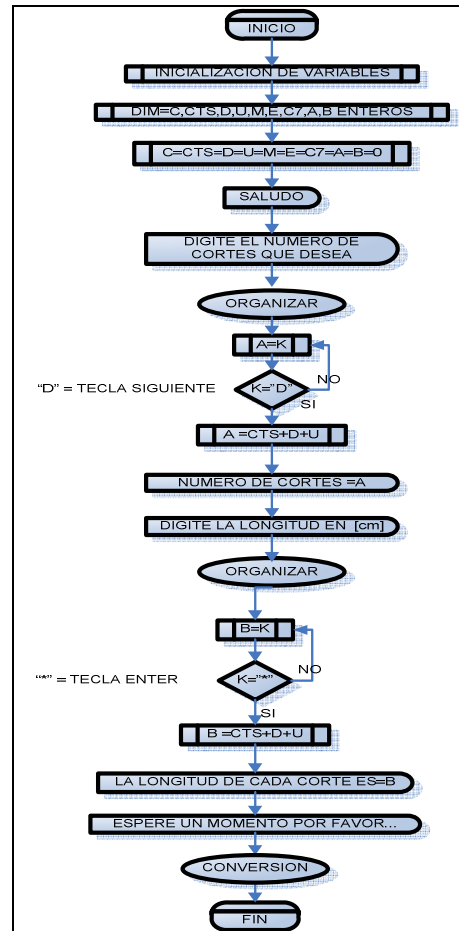 INICIO
INICIALIZACION DE VARIABLES
DIM=C,CTS,D,U,M,E,C7,A,B ENTEROS
C=CTS=D=U=M=E=C7=A=B=0
SALUDO
DIGITE EL NUMERO DE
CORTES QUE DESEA
ORGANIZAR
A=K
"D" = TECLA SIGUIENTE
K="D"
NO
SI
A =CTS+D+U
NUMERO DE CORTES =A
DIGITE LA LONGITUD EN [cm]
ORGANIZAR
B=K
"*" = TECLA ENTER
K="*"
NO
SI
B =CTS+D+U
LA LONGITUD DE CADA CORTE ES=B
ESPERE UN MOMENTO POR FAVOR...
CONVERSION
FIN